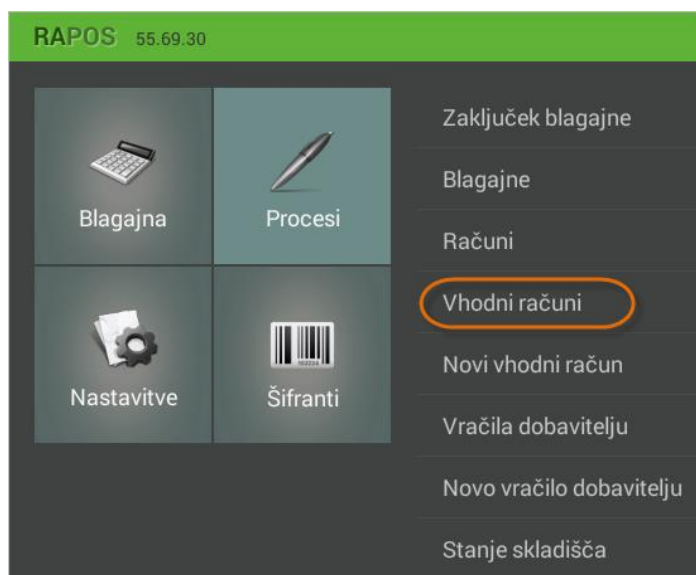 RAPOS 55.69.30
Blagajna
Procesi
Nastavitve
Šifranti
Zaključek blagajne
Blagajne
Računi
Vhodni računi
Novi vhodni račun
Vračila dobavitelju
Novo vračilo dobavitelju
Stanje skladišča